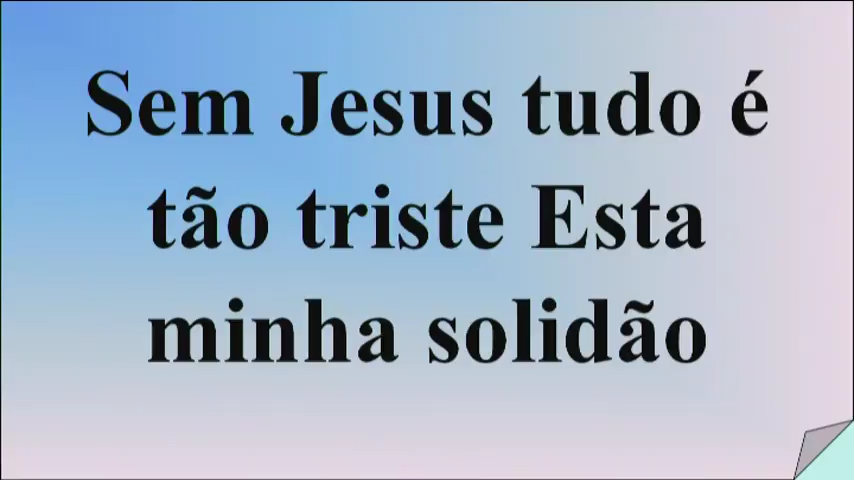 Sem Jesus tudo é
tão triste Esta
minha solidão